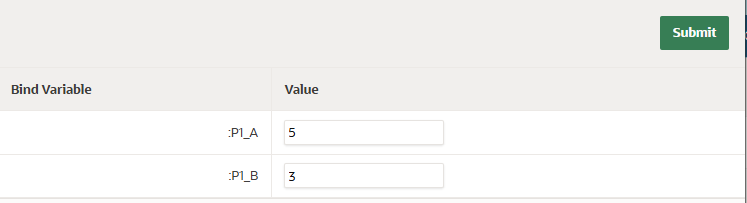 Submit
Bind Variable Value
:P1_A 5
:P1_B 3